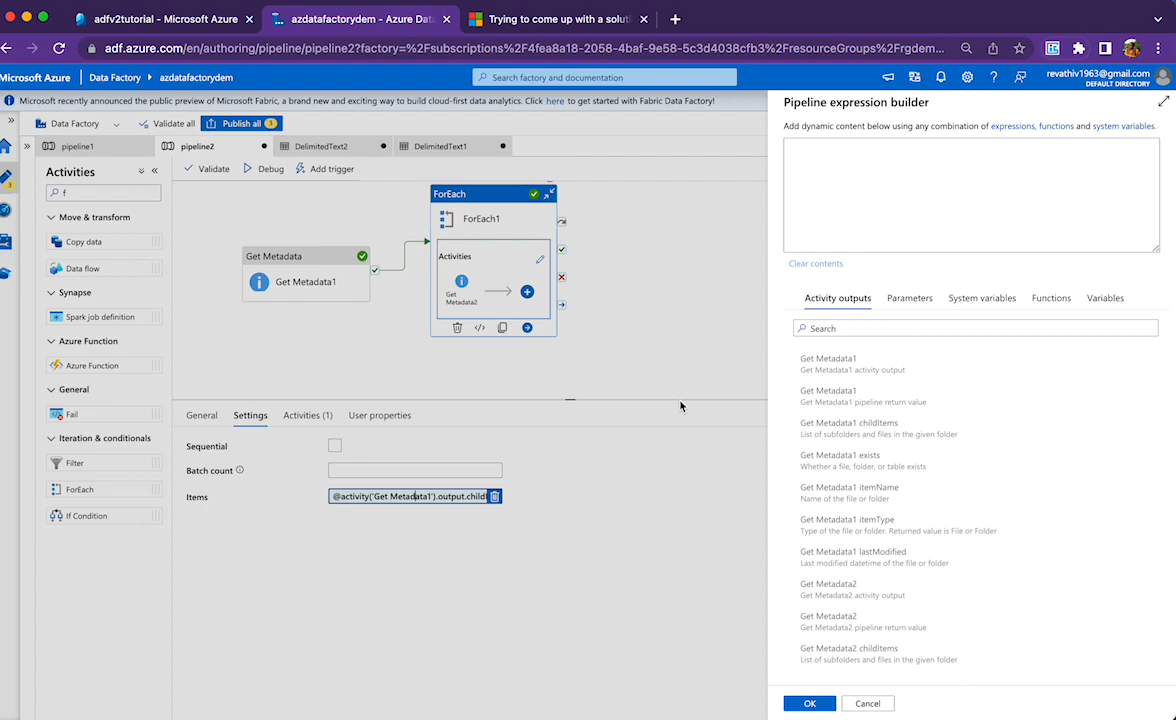 adfv2tutorial - Microsoft Azure
azdatafactorydem - Azure Dat
Trying to come up with a soluti
adf.azure.com/en/authoring/pipeline/pipeline2?factory=%2Fsubscriptions%2F4fea8a18-2058-4baf-9e58-5c3d4038cfb3%2FresourceGroups%2Frgdem...
Microsoft Azure
Data Factory
azdatafactorydem
Search factory and documentation
revathiv1963@gmail.com
DEFAULT DIRECTORY
Microsoft recently announced the public preview of Microsoft Fabric, a brand new and exciting way to build cloud-first data analytics. Click here to get started with Fabric Data Factory!
Data Factory
Validate all
Publish all 3
pipeline1
pipeline2
DelimitedText2
DelimitedText1
Activities
f
Move & transform
Copy data
Data flow
Synapse
Spark job definition
Azure Function
Azure Function
General
Fail
Iteration & conditionals
Filter
ForEach
If Condition
Validate
Debug
Add trigger
Get Metadata
Get Metadata1
ForEach
ForEach1
Activities
Get
Metadata2
General
Settings
Activities (1)
User properties
Sequential
Batch count
Items
@activity('Get Metadata1').output.childI
Pipeline expression builder
Add dynamic content below using any combination of expressions, functions and system variables.
Clear contents
Activity outputs
Parameters
System variables
Functions
Variables
Search
Get Metadata1
Get Metadata1 activity output
Get Metadata1
Get Metadata1 pipeline return value
Get Metadata1 childItems
List of subfolders and files in the given folder
Get Metadata1 exists
Whether a file, folder, or table exists
Get Metadata1 itemName
Name of the file or folder
Get Metadata1 itemType
Type of the file or folder. Returned value is File or Folder
Get Metadata1 lastModified
Last modified datetime of the file or folder
Get Metadata2
Get Metadata2 activity output
Get Metadata2
Get Metadata2 pipeline return value
Get Metadata2 childItems
List of subfolders and files in the given folder
OK
Cancel